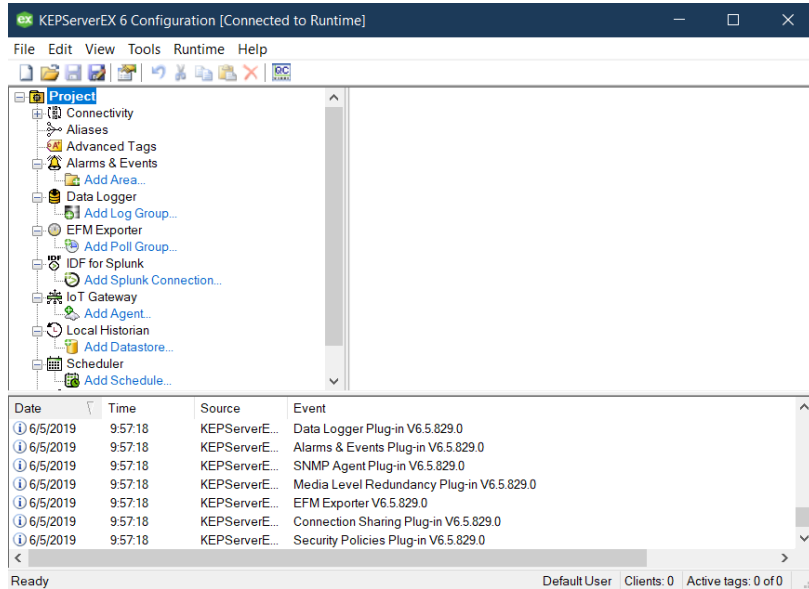 KEPServerEX 6 Configuration [Connected to Runtime]
File Edit View Tools Runtime Help
Project
Connectivity
Aliases
Advanced Tags
Alarms & Events
Add Area...
Data Logger
Add Log Group...
EFM Exporter
Add Poll Group...
IDF for Splunk
Add Splunk Connection...
IoT Gateway
Add Agent...
Local Historian
Add Datastore...
Scheduler
Add Schedule...
Date Time Source Event
6/5/2019 9:57:18 KEPServerE... Data Logger Plug-in V6.5.829.0
6/5/2019 9:57:18 KEPServerE... Alarms & Events Plug-in V6.5.829.0
6/5/2019 9:57:18 KEPServerE... SNMP Agent Plug-in V6.5.829.0
6/5/2019 9:57:18 KEPServerE... Media Level Redundancy Plug-in V6.5.829.0
6/5/2019 9:57:18 KEPServerE... EFM Exporter V6.5.829.0
6/5/2019 9:57:18 KEPServerE... Connection Sharing Plug-in V6.5.829.0
6/5/2019 9:57:18 KEPServerE... Security Policies Plug-in V6.5.829.0
Ready Default User Clients: 0 Active tags: 0 of 0